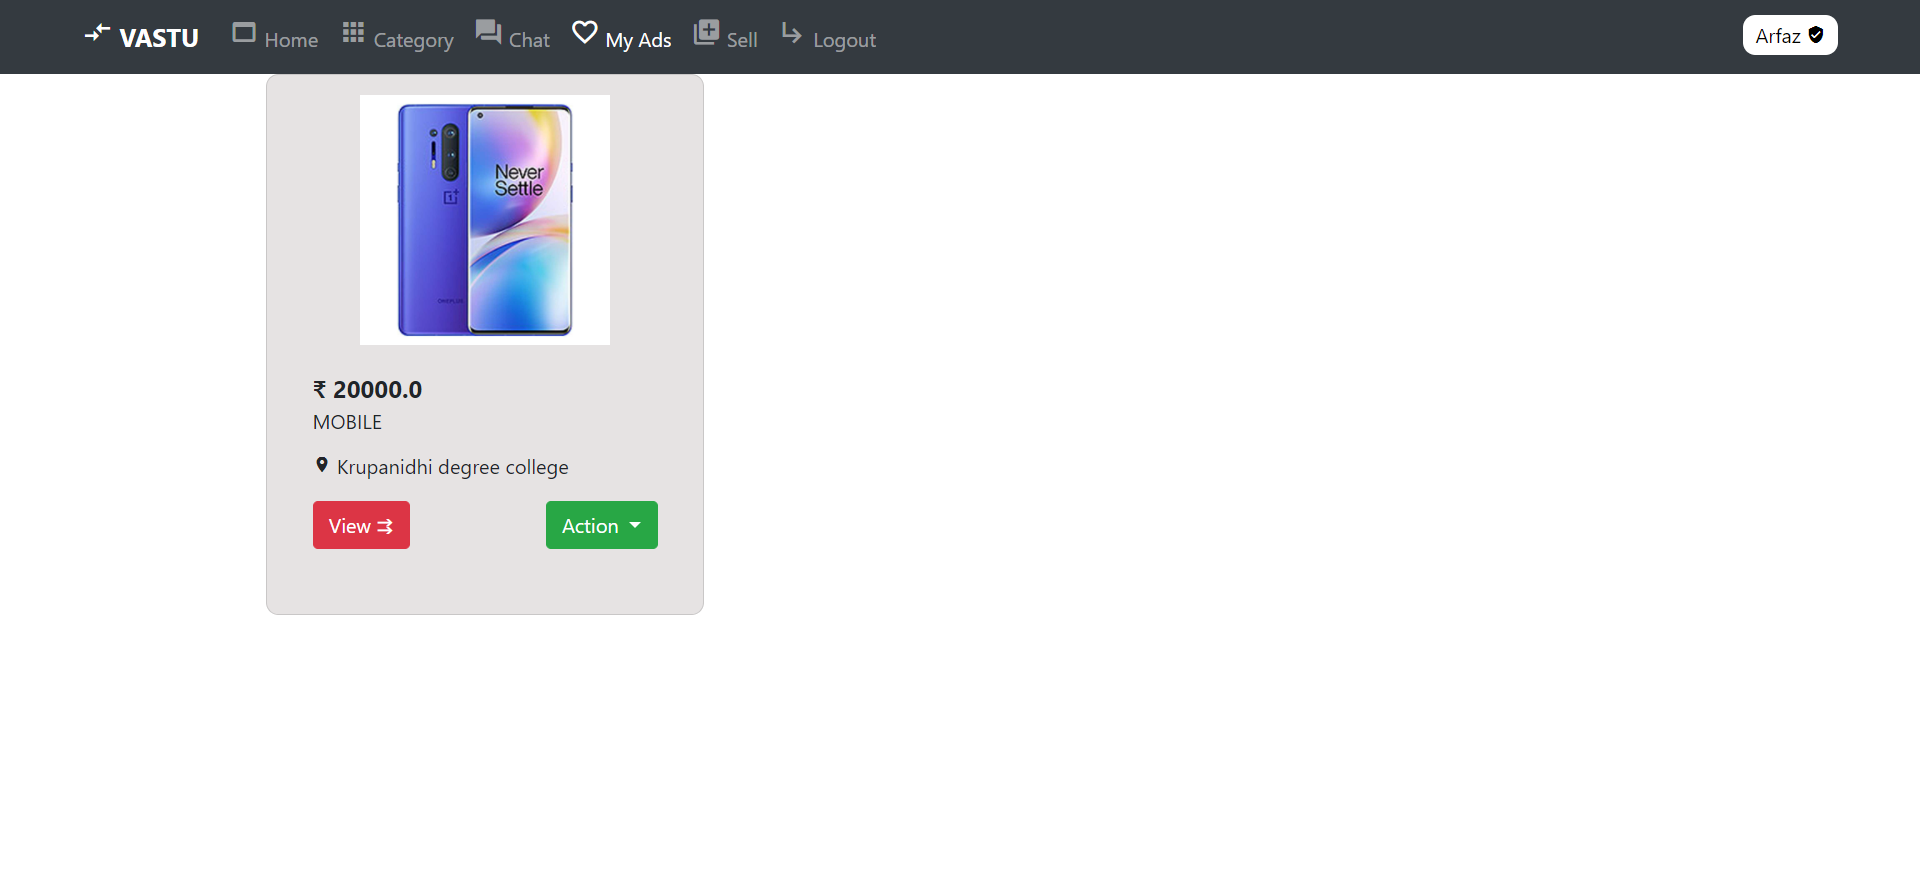 VASTU Home Category Chat My Ads Sell Logout Arfaz
Never
Settle
ONEPLUS
₹ 20000.0
MOBILE
Krupanidhi degree college
View Action